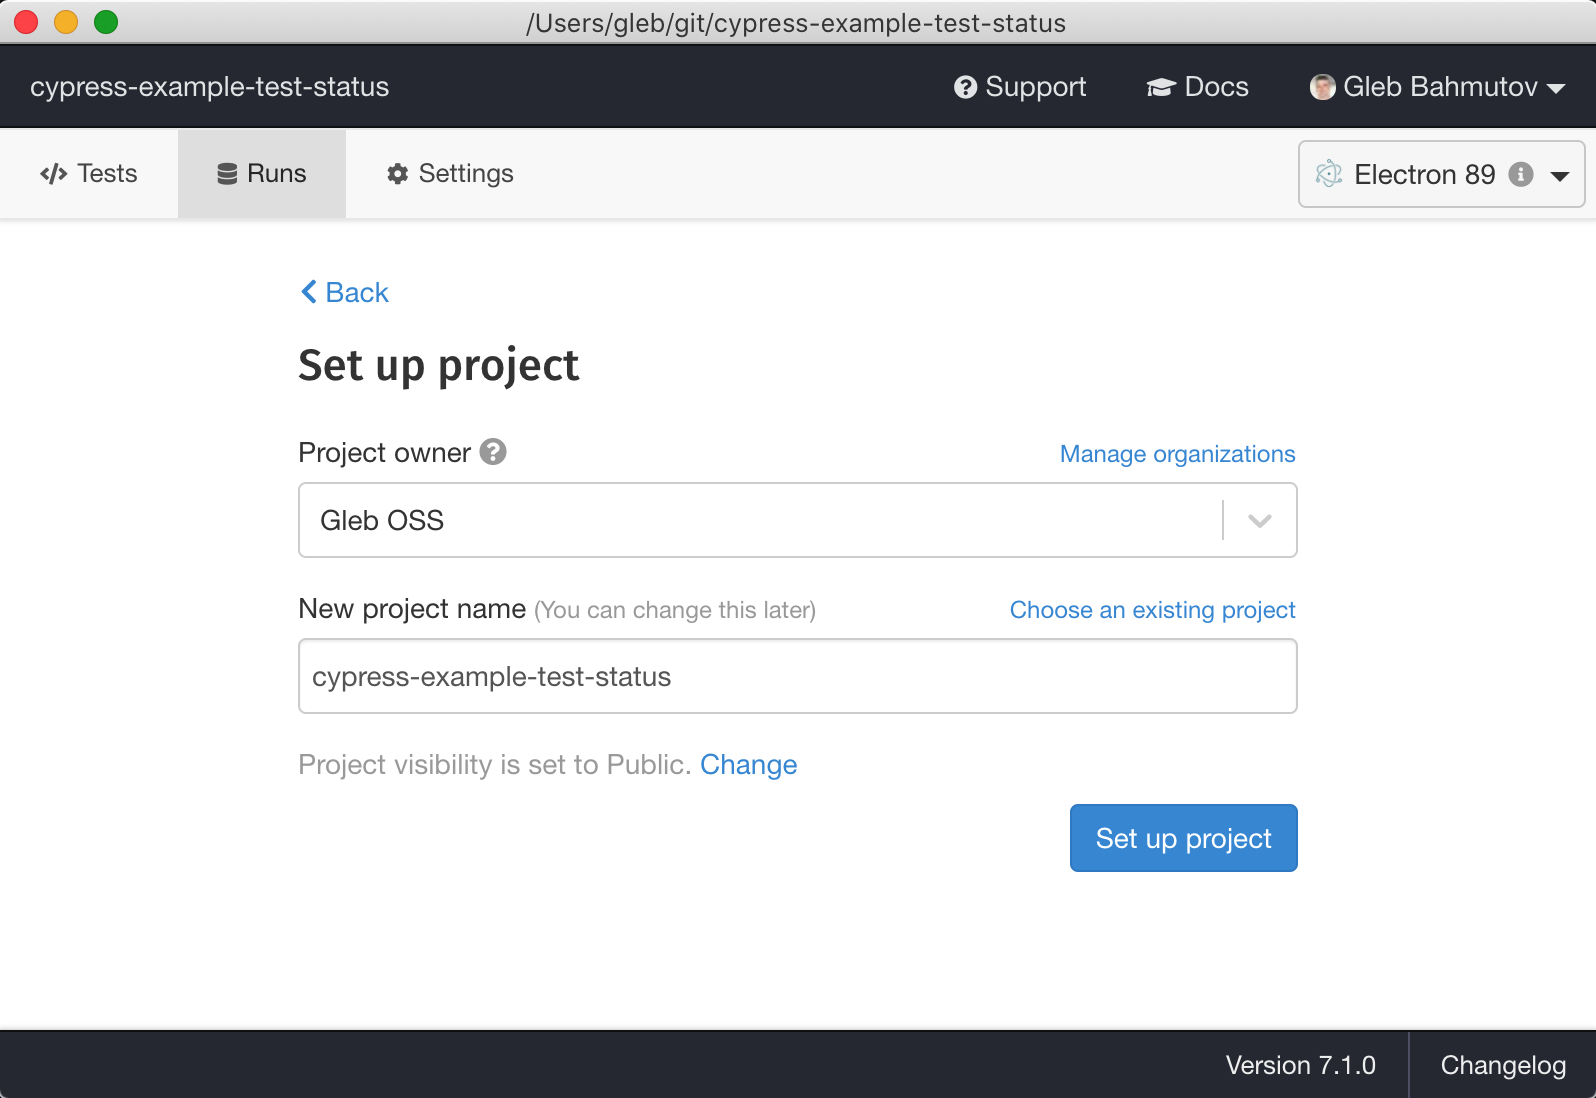 /Users/gleb/git/cypress-example-test-status
cypress-example-test-status Support Docs Gleb Bahmutov
Tests Runs Settings Electron 89
Back
Set up project
Project owner Manage organizations
Gleb OSS
New project name (You can change this later) Choose an existing project
cypress-example-test-status
Project visibility is set to Public. Change
Set up project
Version 7.1.0 Changelog